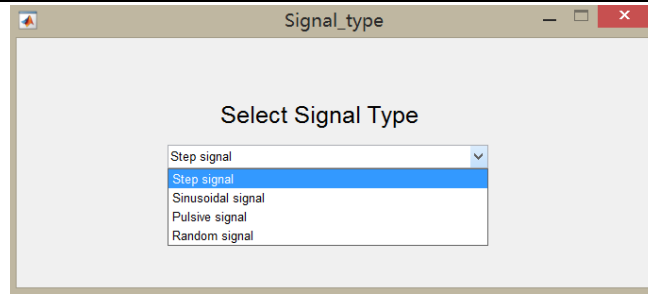 Signal_type
Select Signal Type
Step signal
Step signal
Sinusoidal signal
Pulsive signal
Random signal